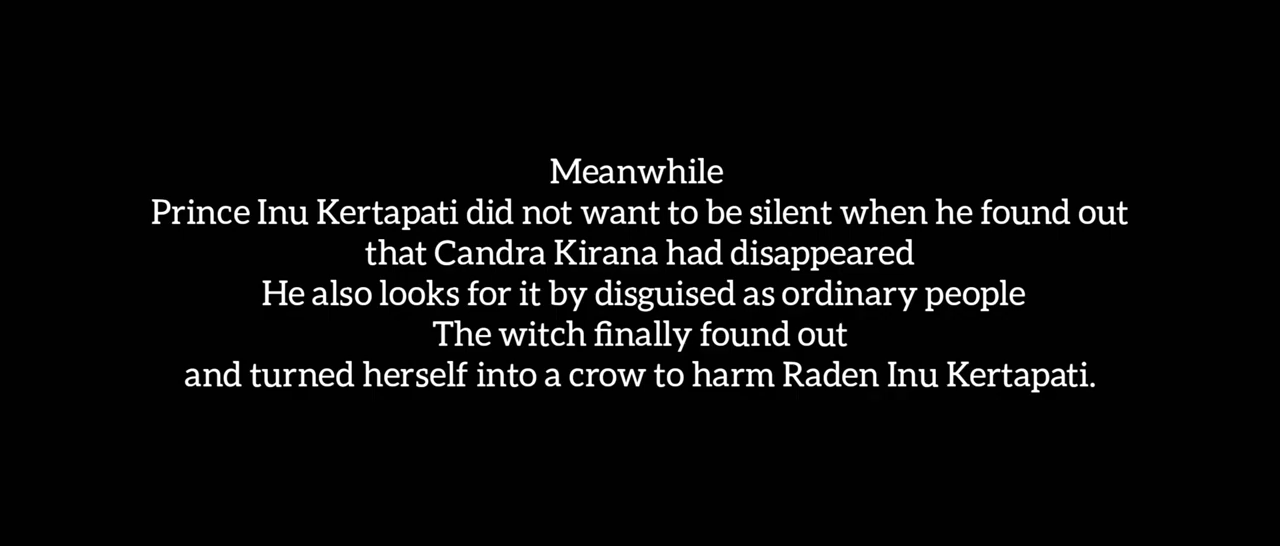 Meanwhile
Prince Inu Kertapati did not want to be silent when he found out
that Candra Kirana had disappeared
He also looks for it by disguised as ordinary people
The witch finally found out
and turned herself into a crow to harm Raden Inu Kertapati.